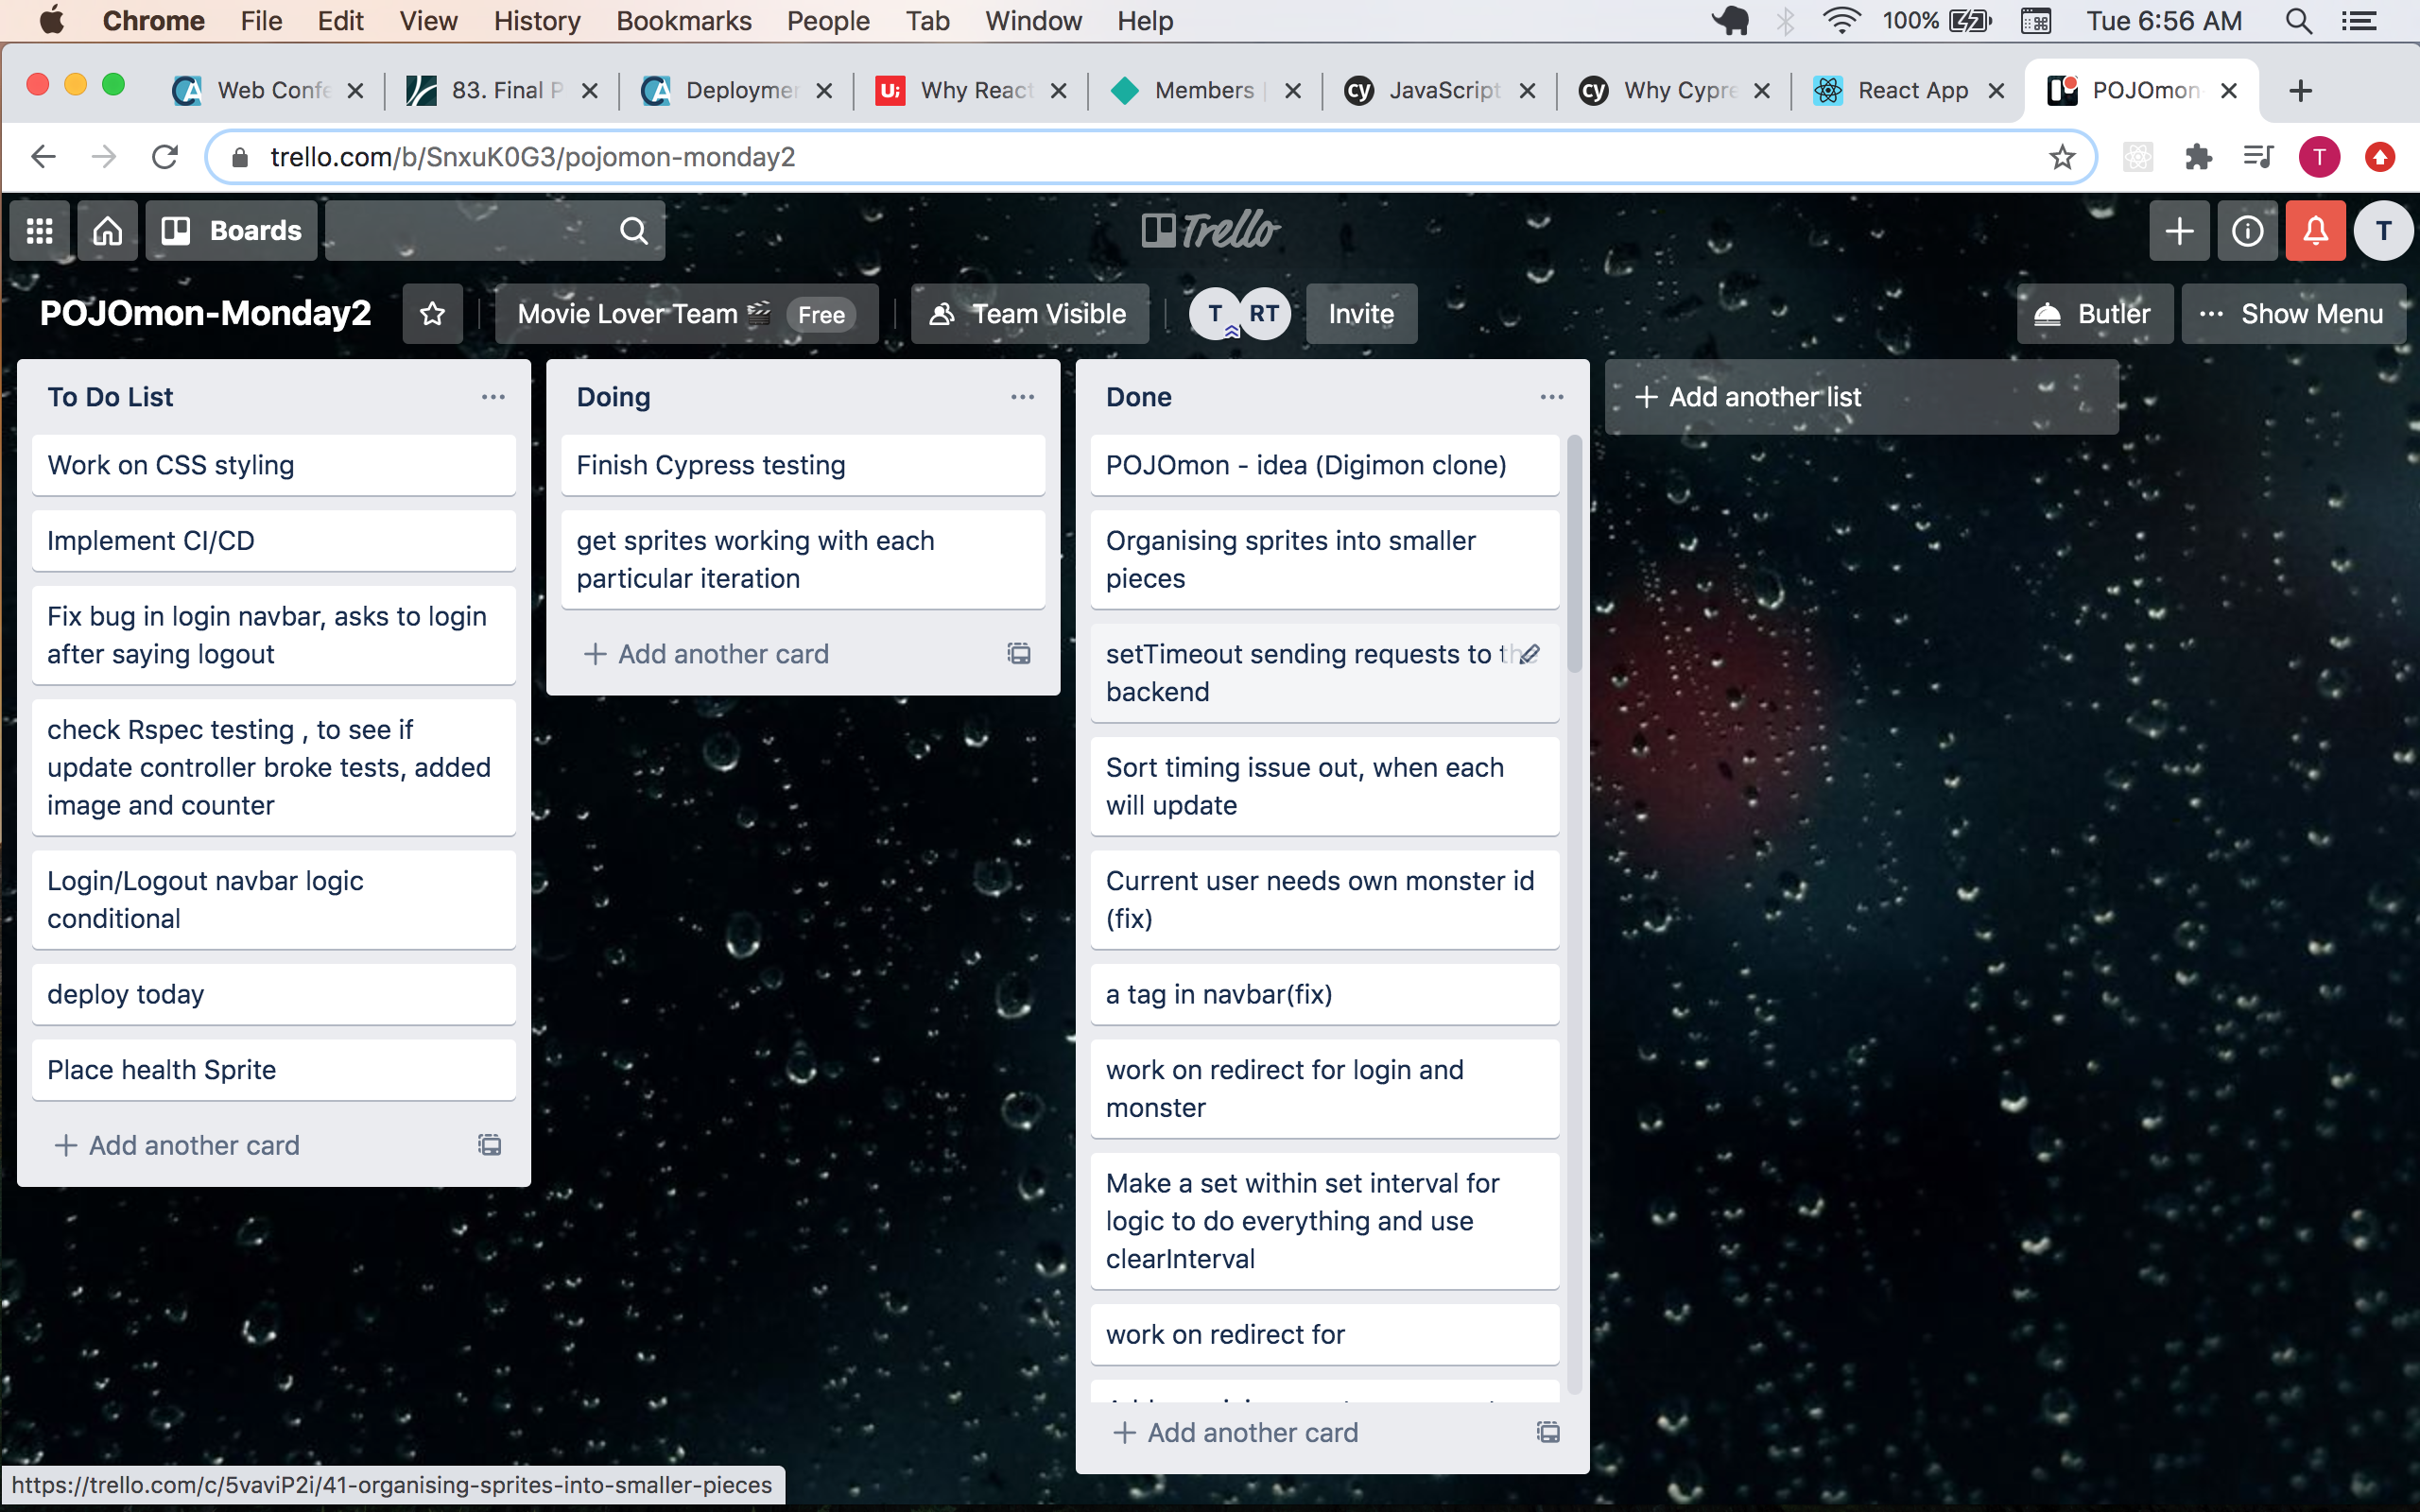 Chrome File Edit View History Bookmarks People Tab Window Help 100% Tue 6:56 AM
Web Confe 83. Final P Deploymen Why React Members JavaScript Why Cypre React App POJOmon
trello.com/b/SnxuK0G3/pojomon-monday2 T
Boards Trello T
POJOmon-Monday2 Movie Lover Team Free Team Visible T RT Invite Butler Show Menu
To Do List
Work on CSS styling
Implement CI/CD
Fix bug in login navbar, asks to login
after saying logout
check Rspec testing , to see if
update controller broke tests, added
image and counter
Login/Logout navbar logic
conditional
deploy today
Place health Sprite
+ Add another card
Doing
Finish Cypress testing
get sprites working with each
particular iteration
+ Add another card
Done
POJOmon - idea (Digimon clone)
Organising sprites into smaller
pieces
setTimeout sending requests to the
backend
Sort timing issue out, when each
will update
Current user needs own monster id
(fix)
a tag in navbar(fix)
work on redirect for login and
monster
Make a set within set interval for
logic to do everything and use
clearInterval
work on redirect for
+ Add another card
+ Add another list
https://trello.com/c/5vaviP2i/41-organising-sprites-into-smaller-pieces